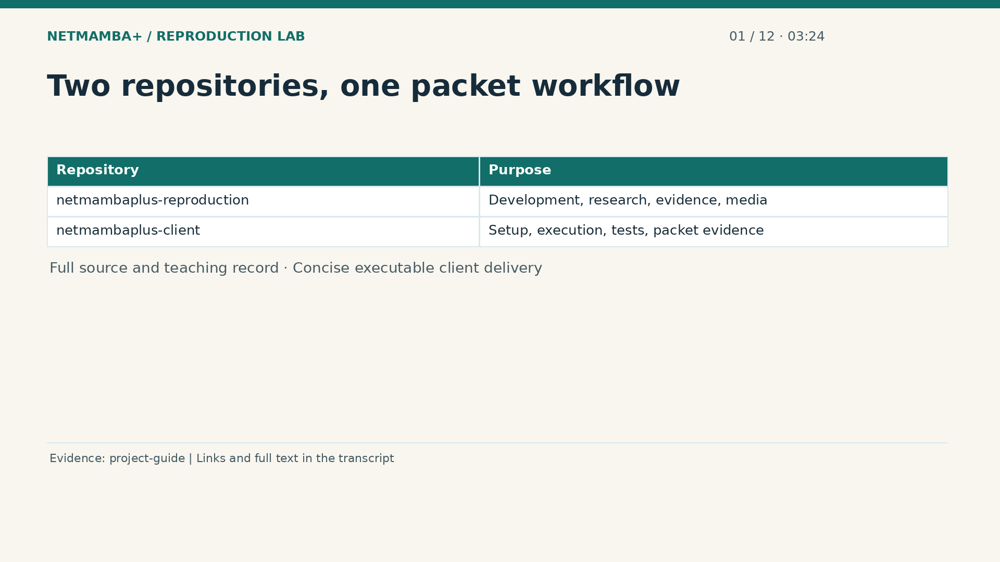 NETMAMBA+ / REPRODUCTION LAB
01 / 12 · 03:24
Two repositories, one packet workflow
Repository
Purpose
netmambaplus-reproduction
Development, research, evidence, media
netmambaplus-client
Setup, execution, tests, packet evidence
Full source and teaching record · Concise executable client delivery
Evidence: project-guide | Links and full text in the transcript